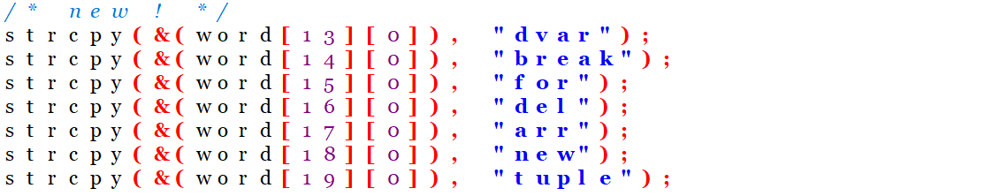 /* new ! */
strcpy(&(word[13][0]), "dvar");
strcpy(&(word[14][0]), "break");
strcpy(&(word[15][0]), "for");
strcpy(&(word[16][0]), "del");
strcpy(&(word[17][0]), "arr");
strcpy(&(word[18][0]), "new");
strcpy(&(word[19][0]), "tuple");